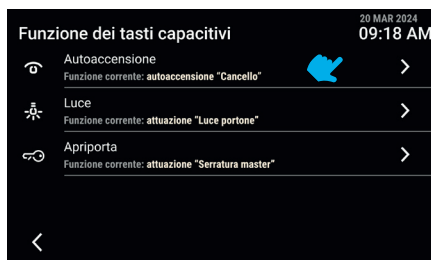 20 MAR 2024
Funzione dei tasti capacitivi 09:18 AM
Autoaccensione
Funzione corrente: autoaccensione "Cancello"
Luce
Funzione corrente: attuazione "Luce portone"
Apriporta
Funzione corrente: attuazione "Serratura master"